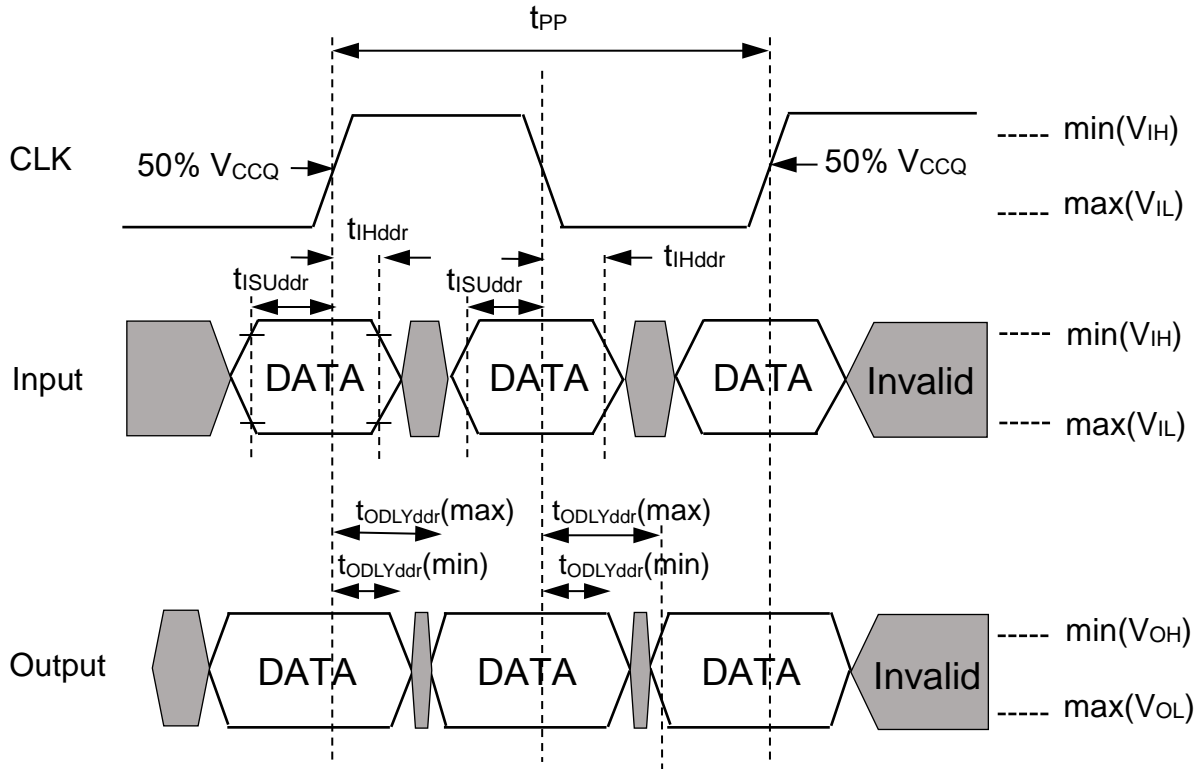 tPP
min(VIH)
CLK
50% VCCQ
50% VCCQ
max(VIL)
tIHddr
tIHddr
tISUddr
tISUddr
min(VIH)
Input
DATA
DATA
DATA
Invalid
max(VIL)
tODLYddr(max)
tODLYddr(max)
tODLYddr(min)
tODLYddr(min)
min(VOH)
Output
DATA
DATA
DATA
Invalid
max(VOL)